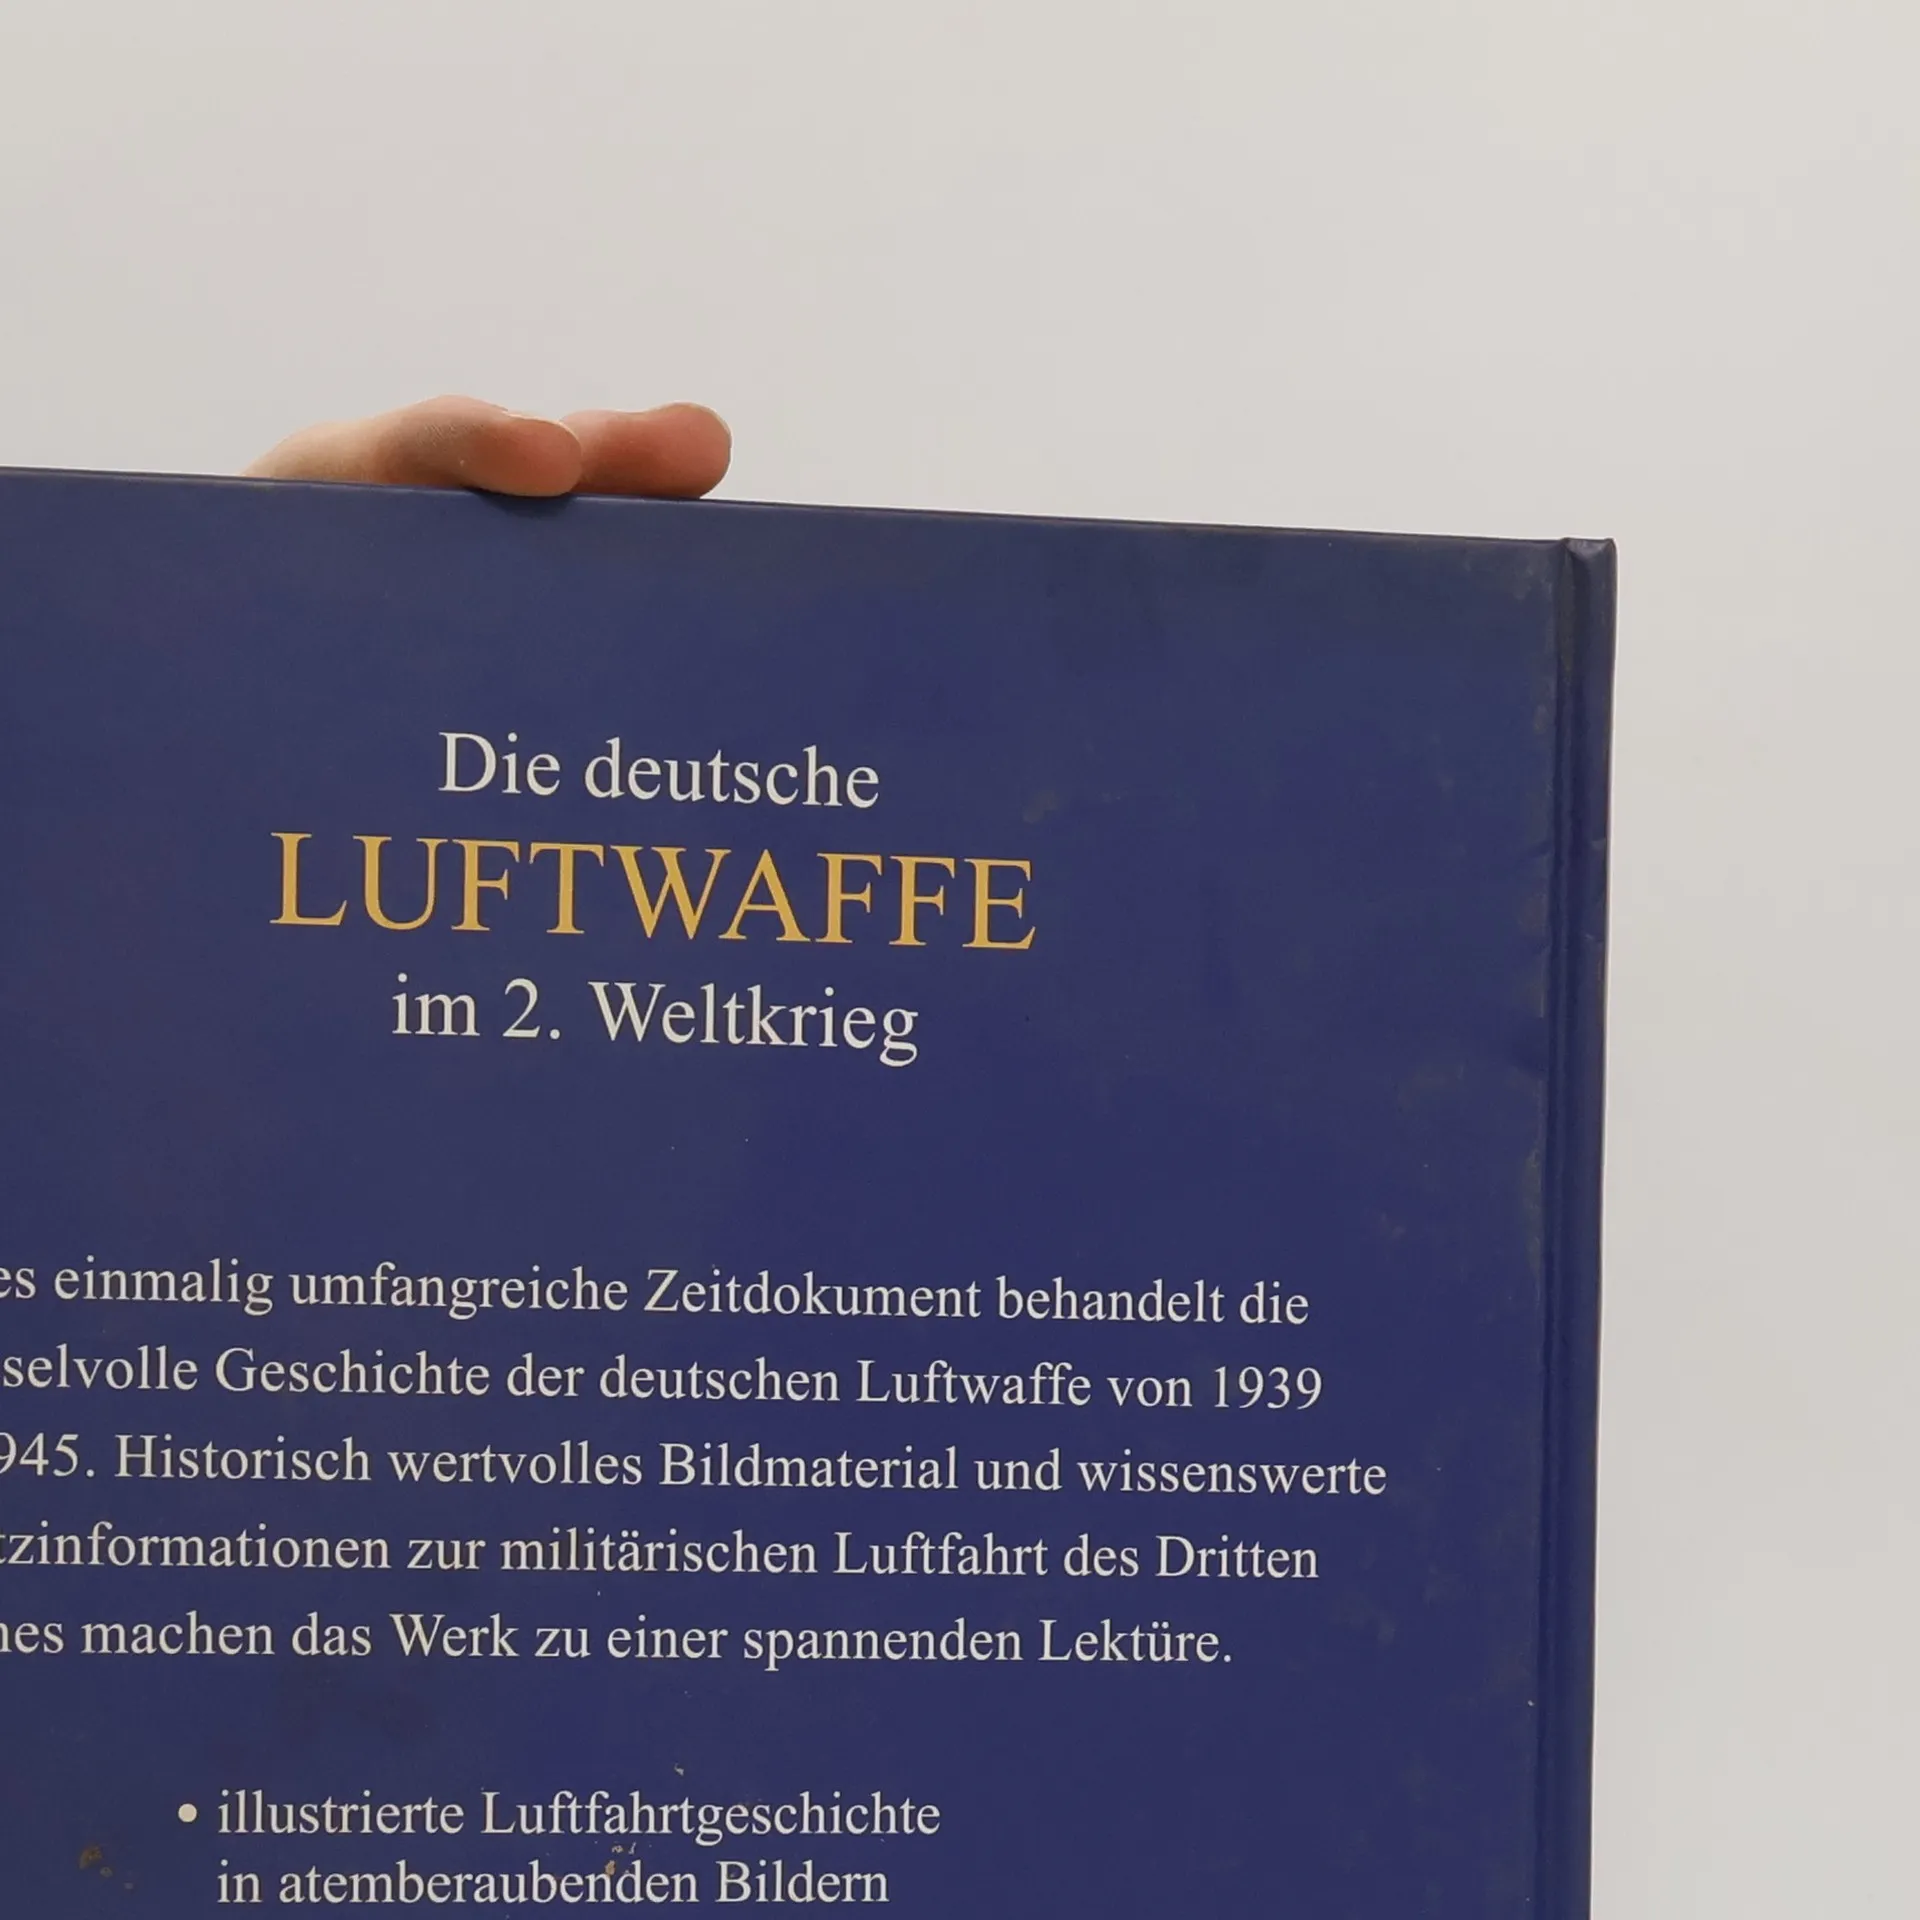 Die deutsche
LUFTWAFFE
im 2. Weltkrieg
es einmalig umfangreiche Zeitdokument behandelt die
selvolle Geschichte der deutschen Luftwaffe von 1939
945. Historisch wertvolles Bildmaterial und wissenswerte
tzinformationen zur militärischen Luftfahrt des Dritten
hes machen das Werk zu einer spannenden Lektüre.
• illustrierte Luftfahrtgeschichte
in atemberaubenden Bildern